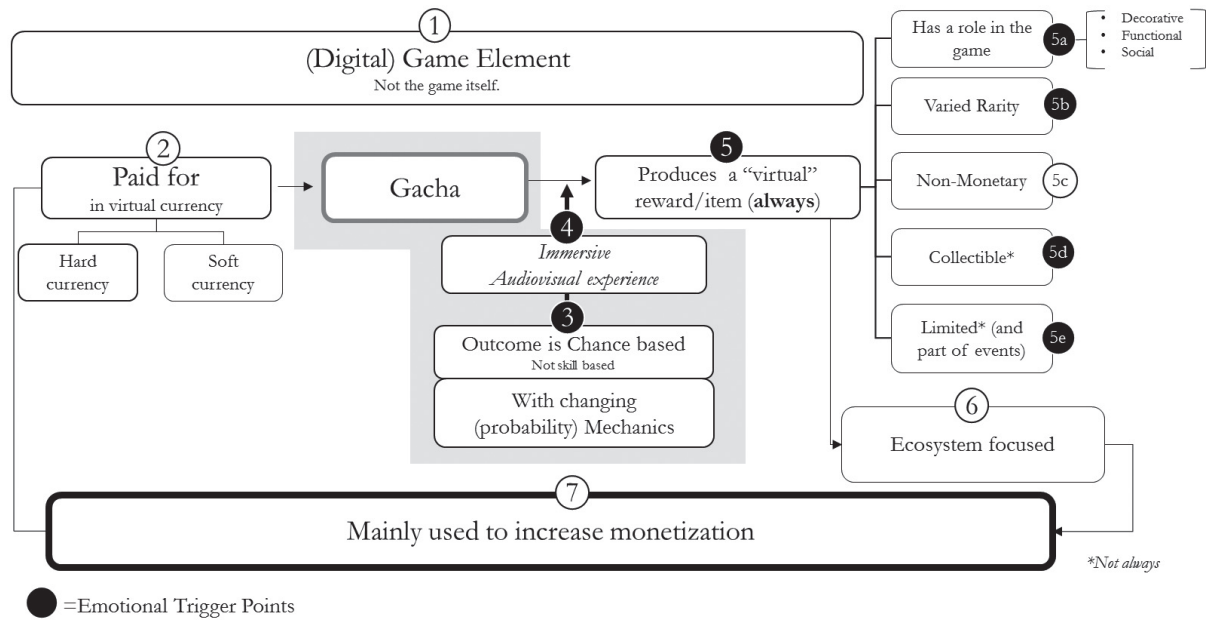 1
(Digital) Game Element
Not the game itself.
2
Paid for
in virtual currency
Hard
currency
Soft
currency
Gacha
4
Immersive
Audiovisual experience
3
Outcome is Chance based
Not skill based
With changing
(probability) Mechanics
5
Produces a “virtual”
reward/item (always)
Has a role in the
game
5a
• Decorative
• Functional
• Social
Varied Rarity
5b
Non-Monetary
5c
Collectible*
5d
Limited* (and
part of events)
5e
6
Ecosystem focused
7
Mainly used to increase monetization
*Not always
=Emotional Trigger Points